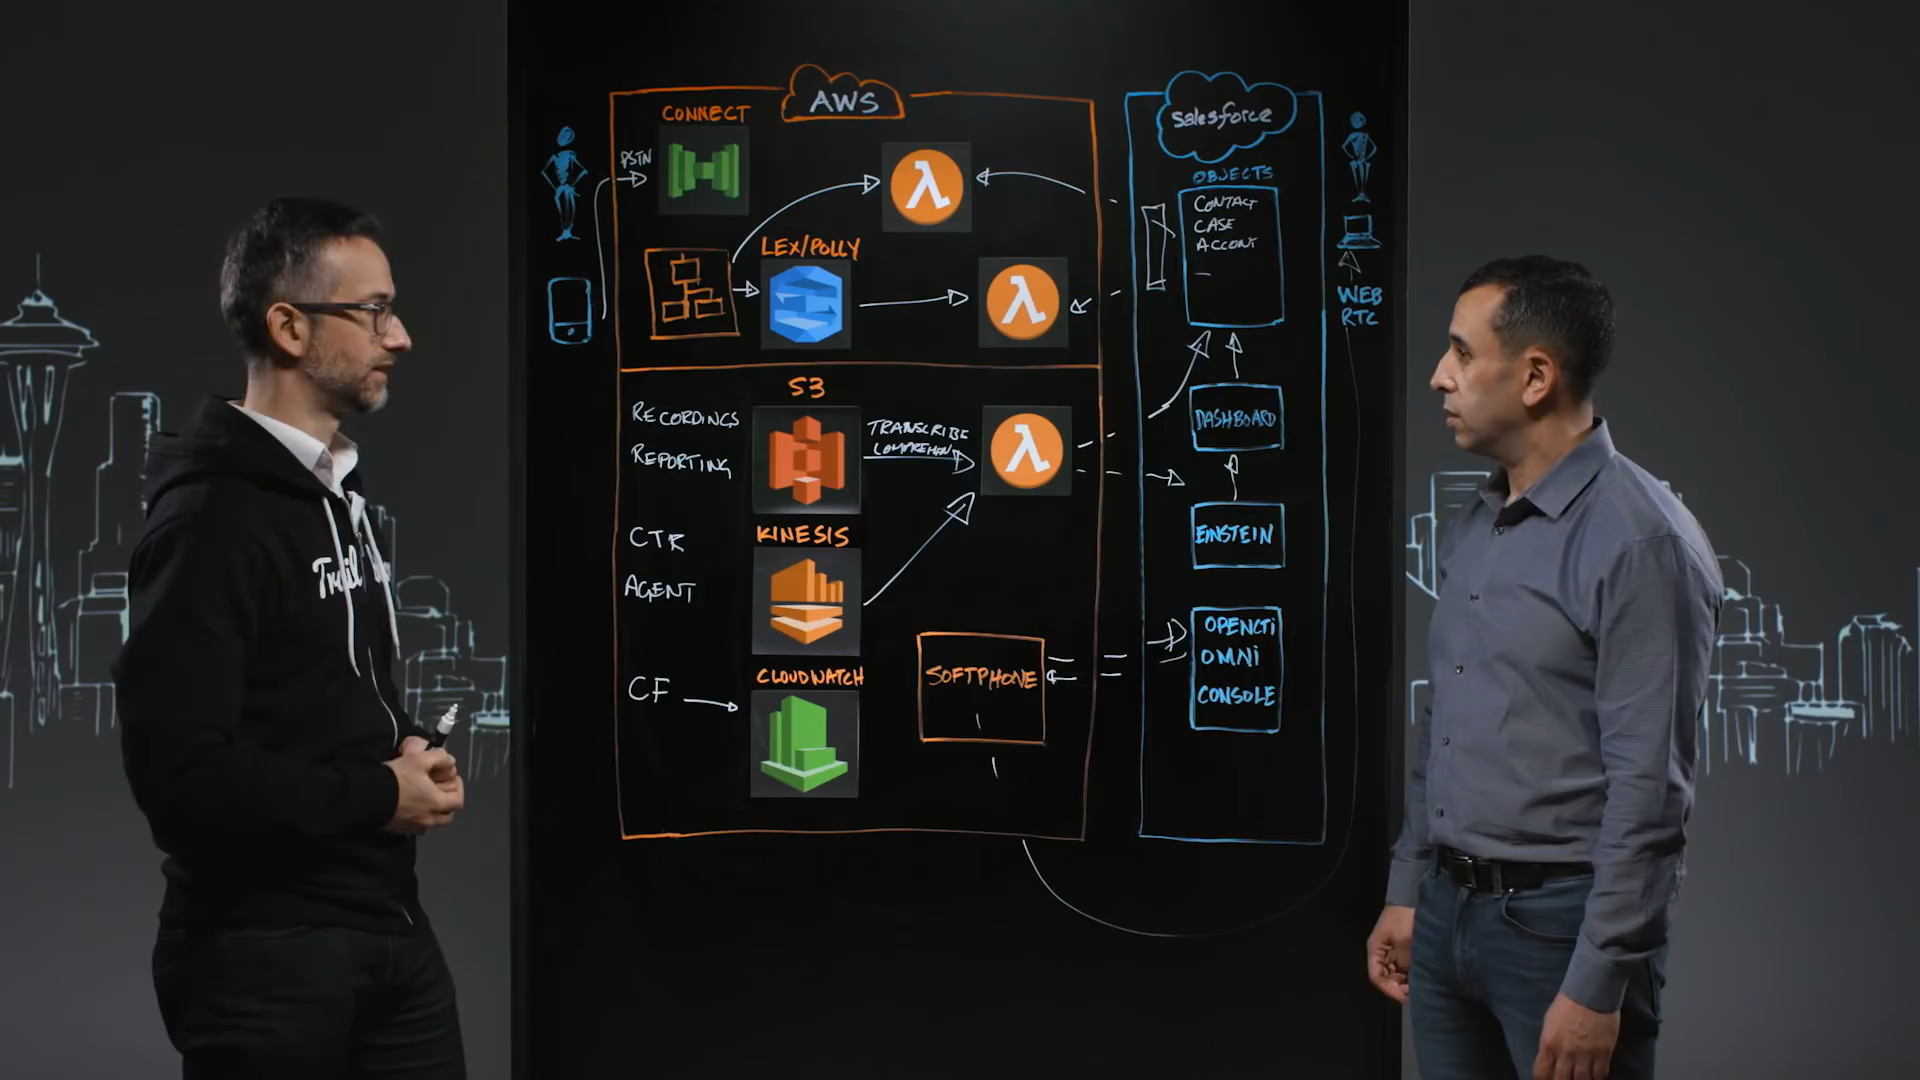 AWS
CONNECT
PSTN
λ
LEX/POLLY
λ
S3
RECORDINGS
REPORTING
TRANSCRIBE
λ
KINESIS
CTR
AGENT
CLOUDWATCH
CF
SOFTPHONE
salesforce
OBJECTS
CONTACT
CASE
DASHBOARD
EINSTEIN
OPENCTI
OMNI
CONSOLE
WEB
RTC